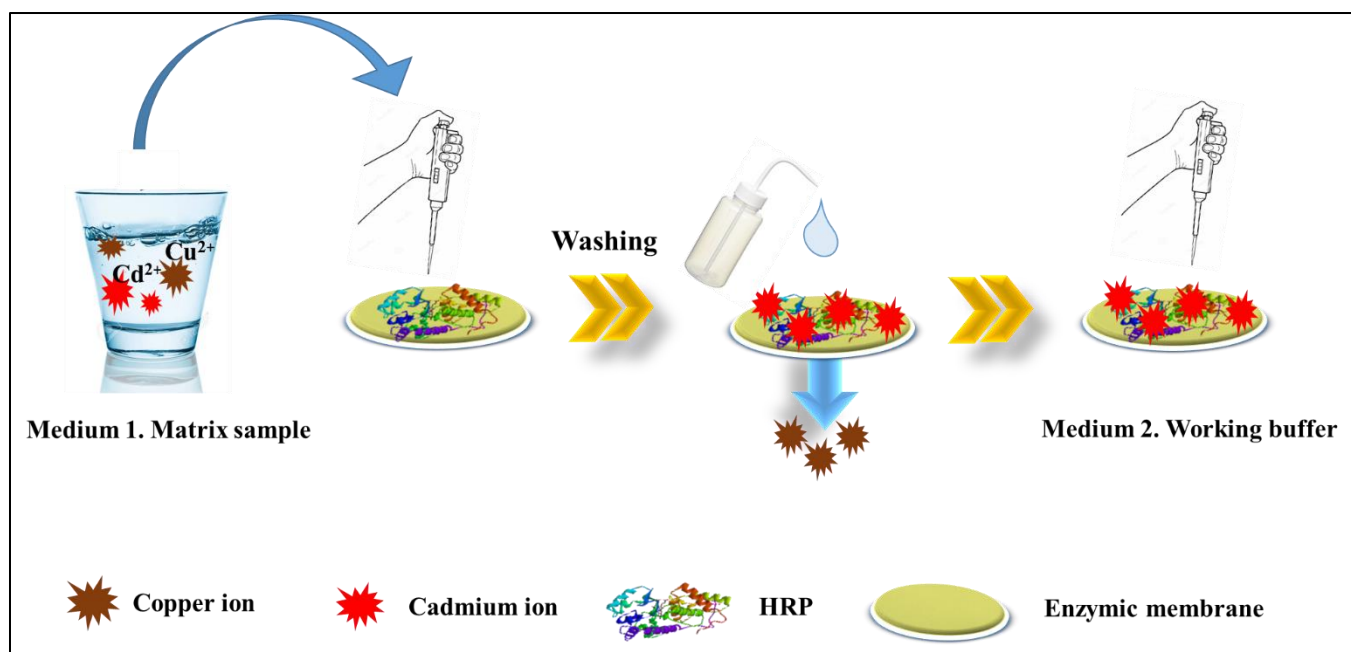 Cu²⁺
Cd²⁺
Washing
Medium 1. Matrix sample
Medium 2. Working buffer
Copper ion
Cadmium ion
HRP
Enzymic membrane